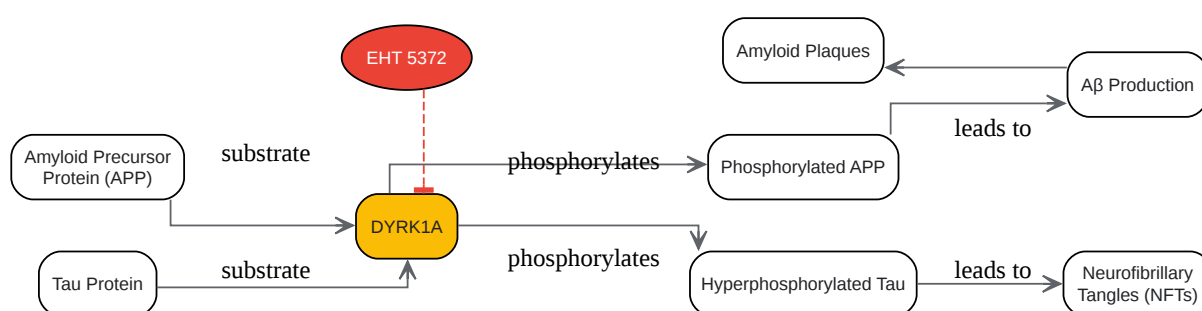 EHT 5372
Amyloid Plaques
Aβ Production
leads to
Amyloid Precursor
Protein (APP)
substrate
phosphorylates
Phosphorylated APP
DYRK1A
Tau Protein
substrate
phosphorylates
Hyperphosphorylated Tau
leads to
Neurofibrillary
Tangles (NFTs)